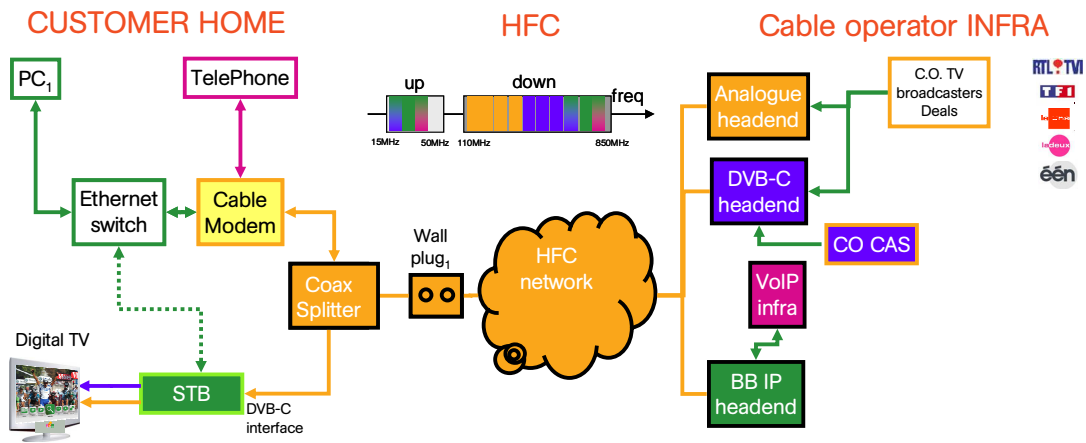 CUSTOMER HOME
HFC
Cable operator INFRA
PC1
TelePhone
up
down
freq
15MHz
50MHz
110MHz
850MHz
Analogue
headend
C.O. TV
broadcasters
Deals
RTL TVI
TF1
la deux
één
Ethernet
switch
Cable
Modem
DVB-C
headend
CO CAS
Wall
plug1
HFC
network
Coax
Splitter
VoIP
infra
Digital TV
STB
DVB-C
interface
BB IP
headend